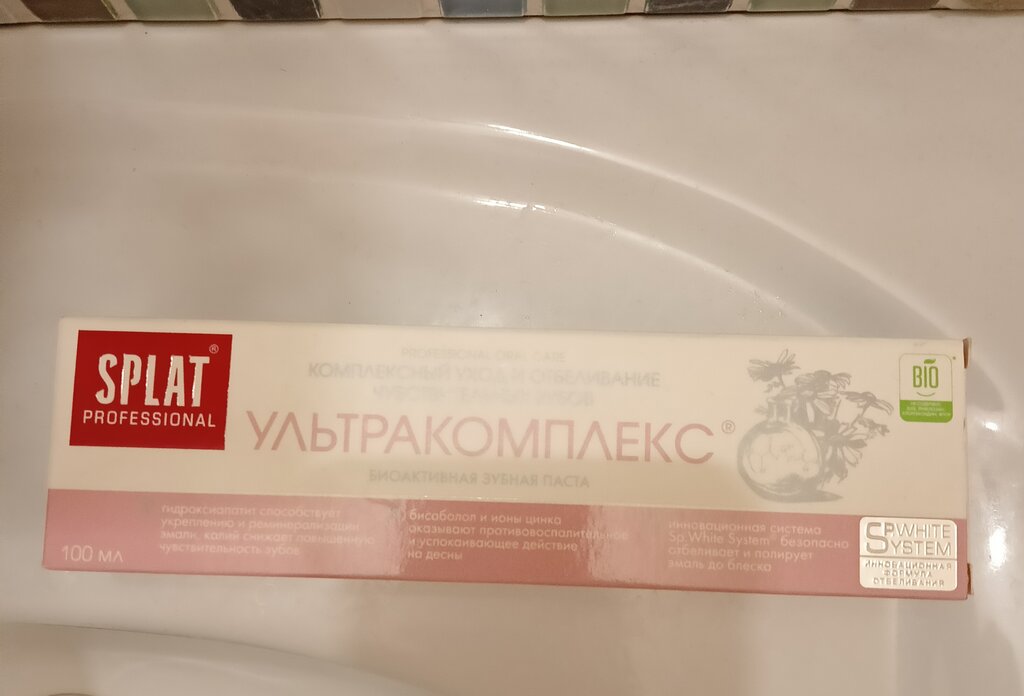 SPLAT®
PROFESSIONAL
PROFESSIONAL ORAL CARE
КОМПЛЕКСНЫЙ УХОД И ОТБЕЛИВАНИЕ
ЧУВСТВИТЕЛЬНЫХ ЗУБОВ
УЛЬТРАКОМПЛЕКС®
БИОАКТИВНАЯ ЗУБНАЯ ПАСТА
BIO
100 МЛ
гидроксиапатит способствует
укреплению и реминерализации
эмали, калий снижает повышенную
чувствительность зубов
бисаболол и ионы цинка
оказывают противовоспалительное
и успокаивающее действие
на десны
инновационная система
Sp.White System® безопасно
отбеливает и полирует
эмаль до блеска
SP.WHITE
SYSTEM
ИННОВАЦИОННАЯ
ФОРМУЛА
ОТБЕЛИВАНИЯ